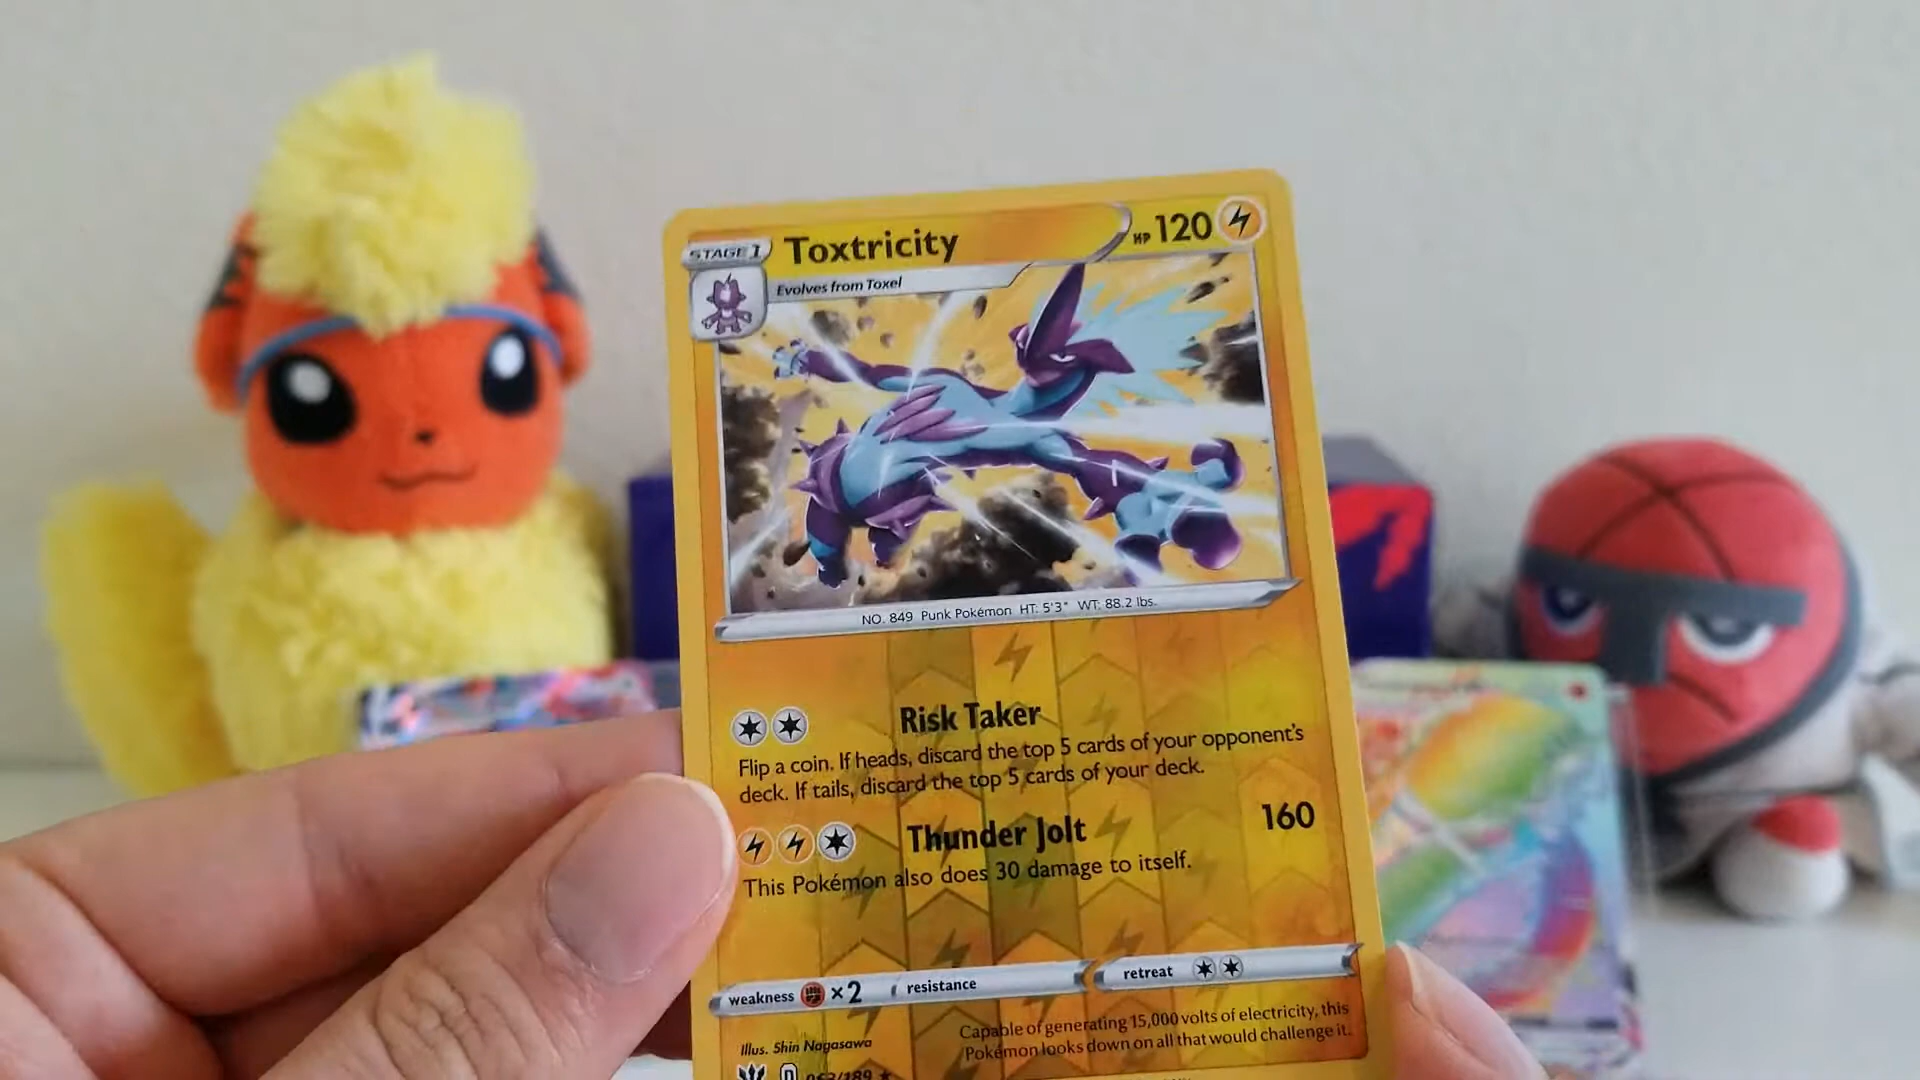 STAGE 1 Toxtricity HP 120
Evolves from Toxel
NO. 849 Punk Pokémon HT: 5'3" WT: 88.2 lbs.
Risk Taker
Flip a coin. If heads, discard the top 5 cards of your opponent's
deck. If tails, discard the top 5 cards of your deck.
Thunder Jolt 160
This Pokémon also does 30 damage to itself.
weakness ×2 resistance retreat
Capable of generating 15,000 volts of electricity, this
Pokémon looks down on all that would challenge it.
Illus. Shin Nagasawa
D /189 ★